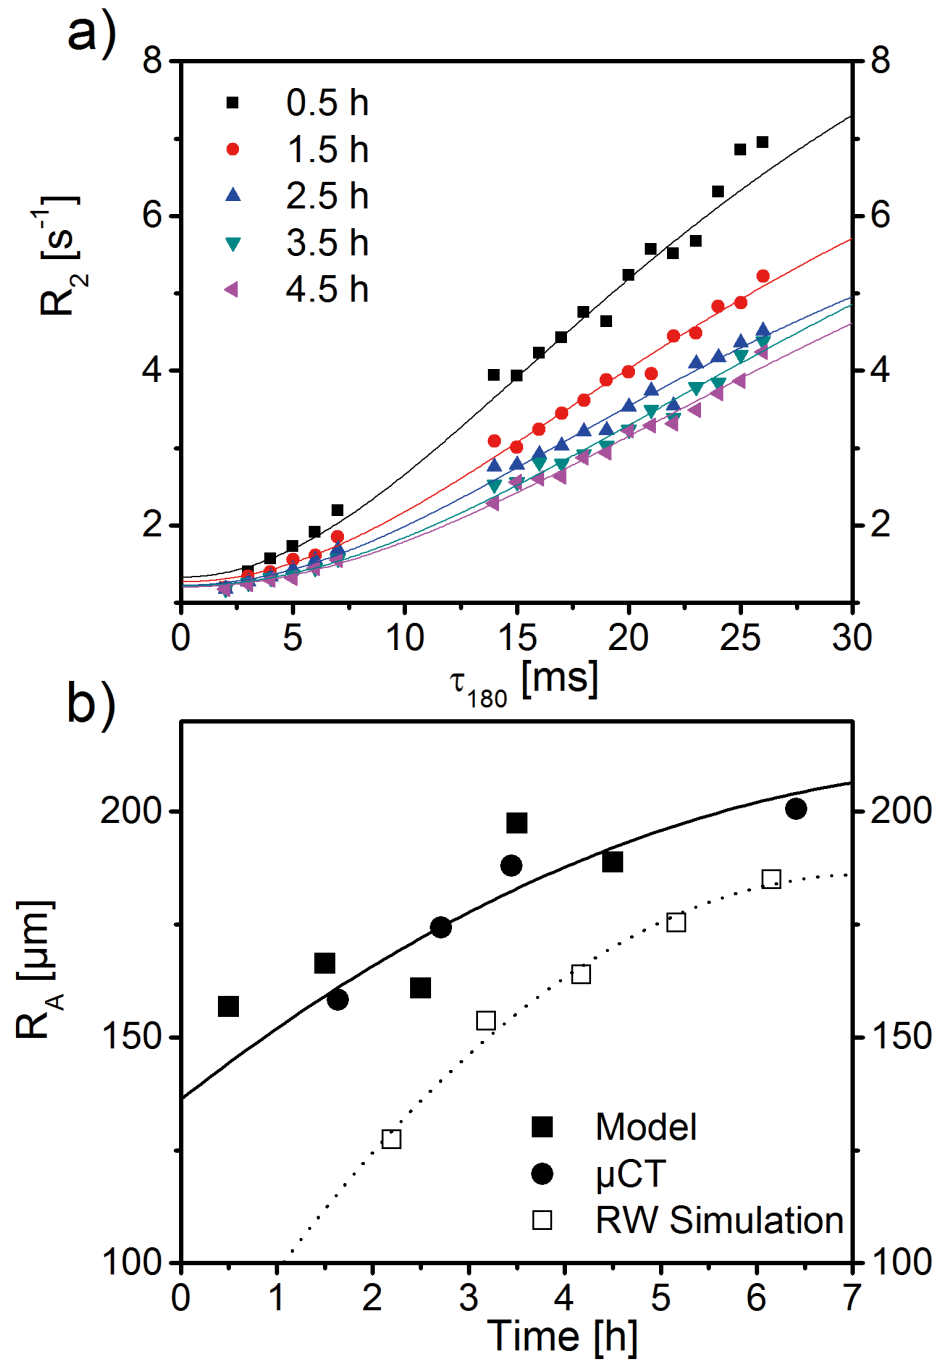 a)
8 8
0.5 h
1.5 h
2.5 h
3.5 h
4.5 h
6 6
4 4
2 2
R2 [s-1]
0 5 10 15 20 25 30
τ180 [ms]
b)
200 200
150 150
100 100
RA [µm]
Model
µCT
RW Simulation
0 1 2 3 4 5 6 7
Time [h]